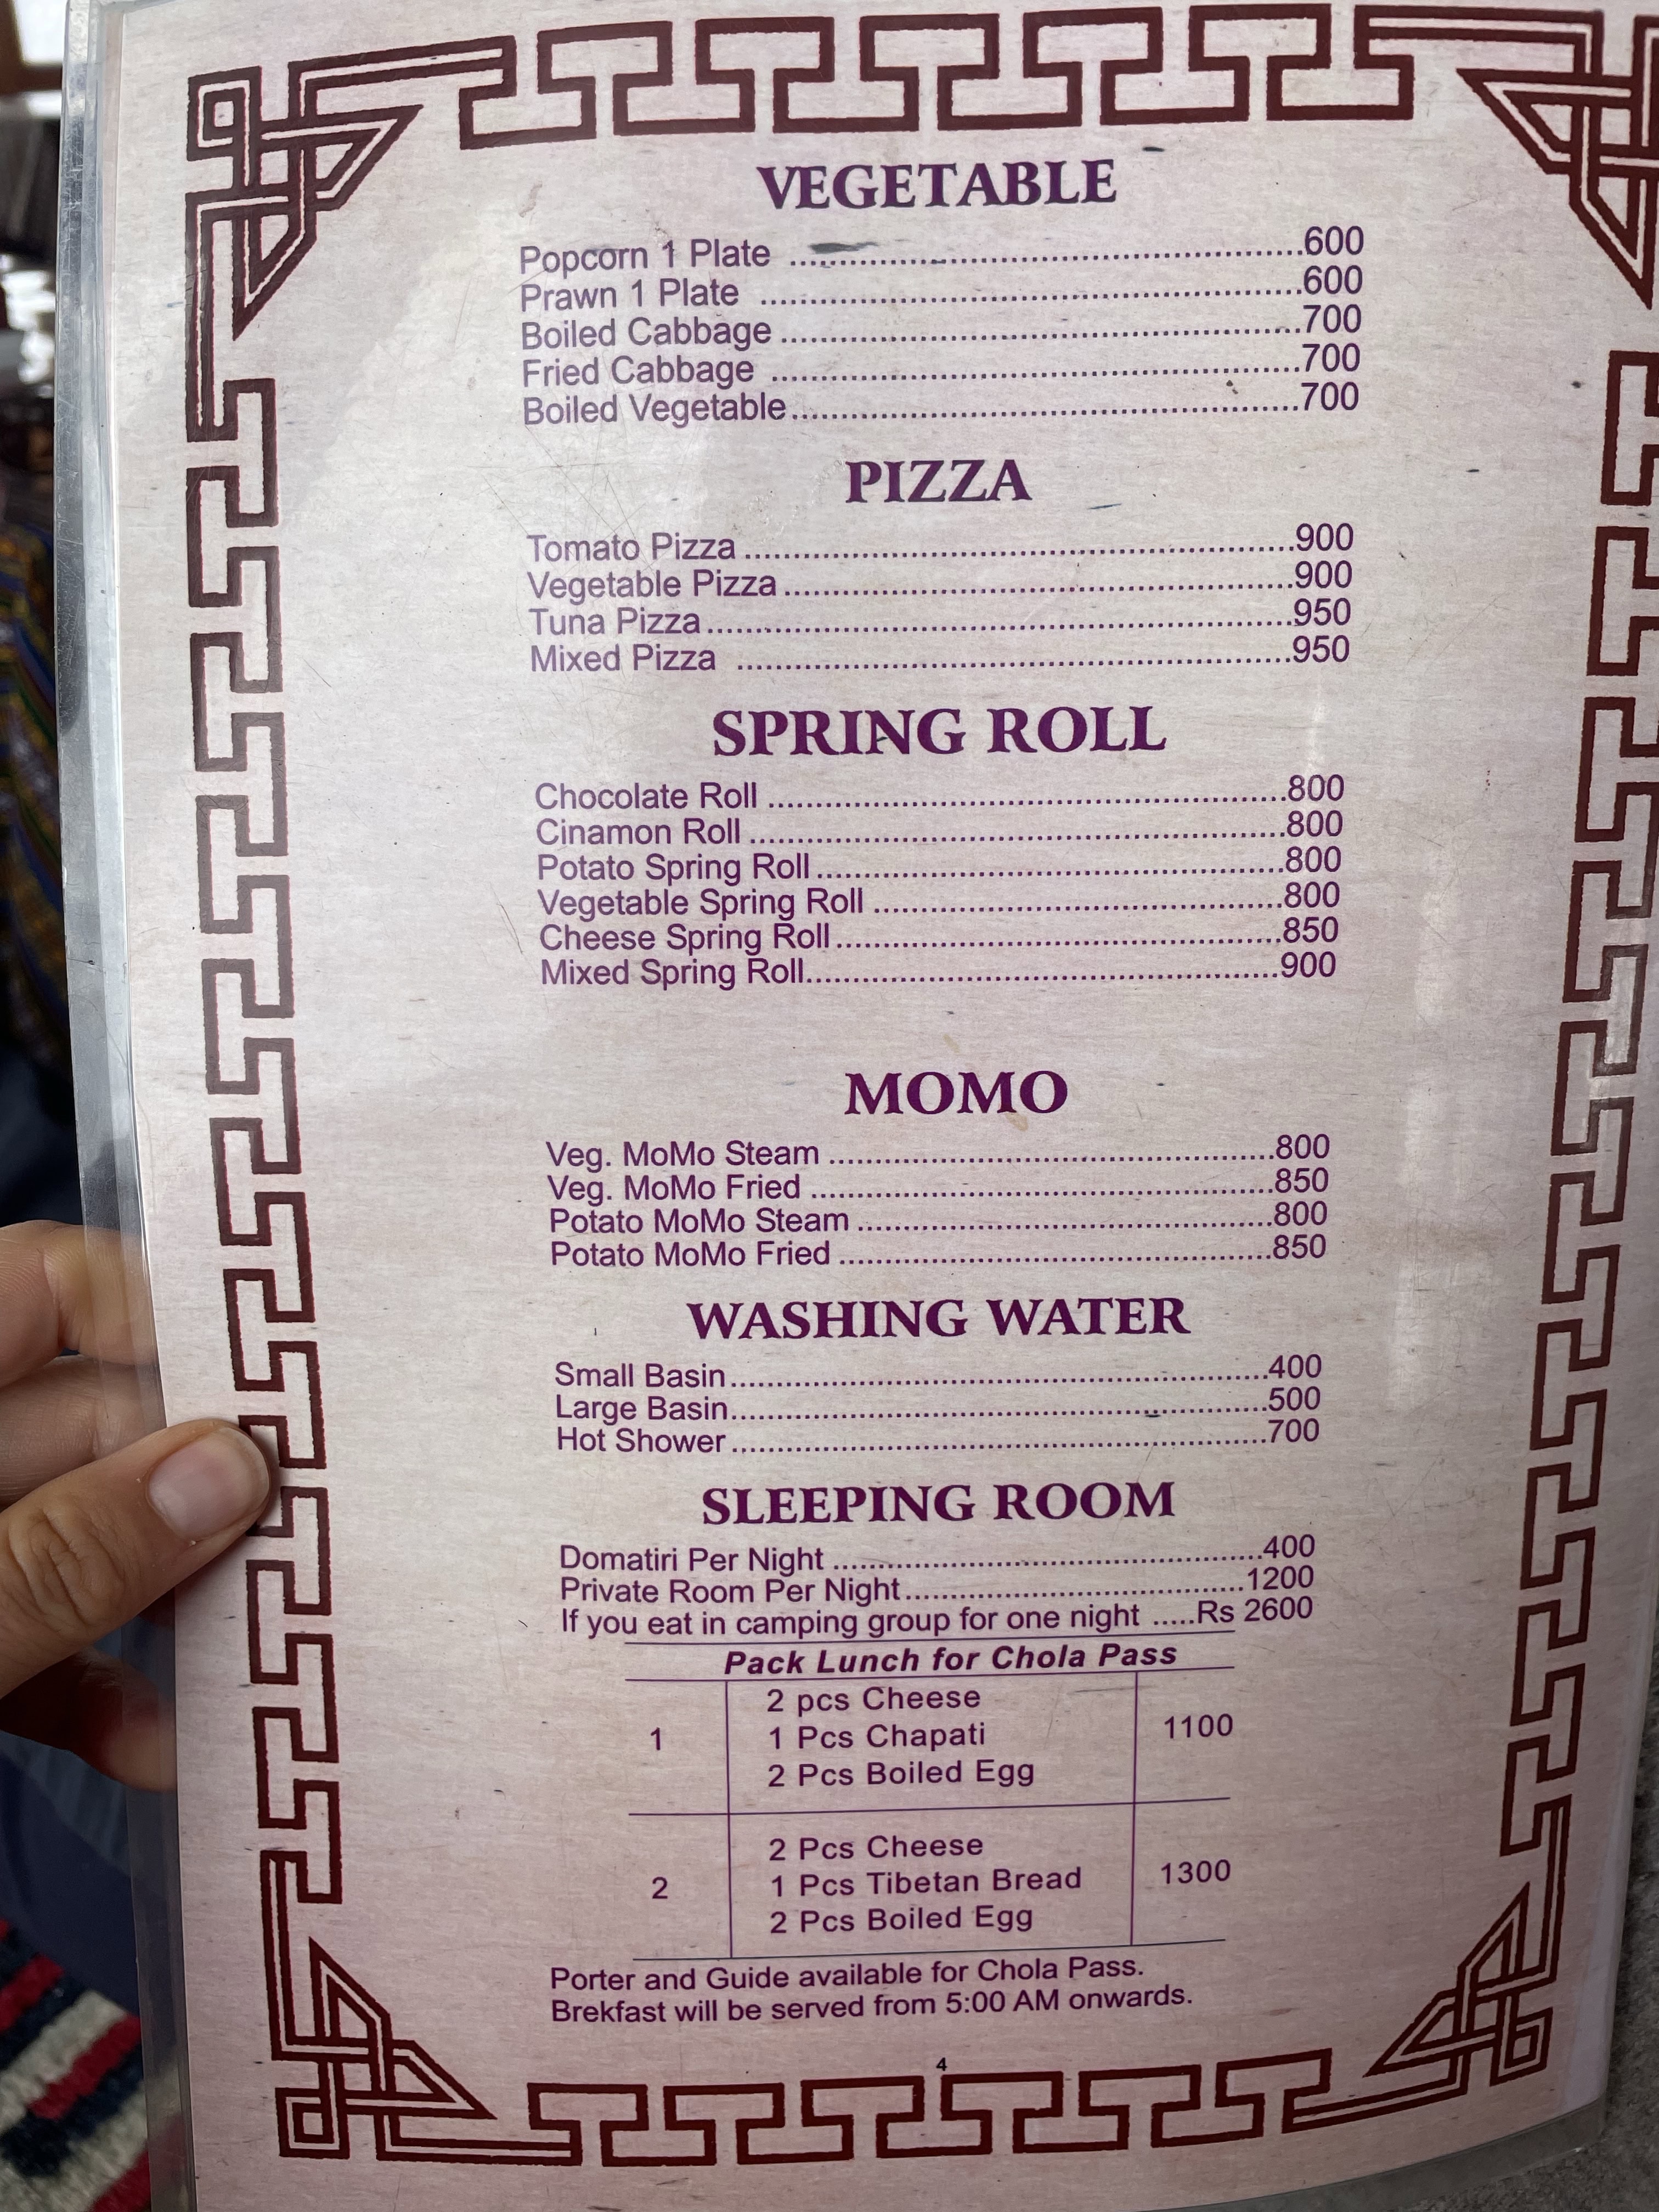 VEGETABLE
Popcorn 1 Plate ..........600
Prawn 1 Plate ..........600
Boiled Cabbage ..........700
Fried Cabbage ..........700
Boiled Vegetable..........700
PIZZA
Tomato Pizza ..........900
Vegetable Pizza ..........900
Tuna Pizza ..........950
Mixed Pizza ..........950
SPRING ROLL
Chocolate Roll ..........800
Cinamon Roll ..........800
Potato Spring Roll ..........800
Vegetable Spring Roll ..........800
Cheese Spring Roll ..........850
Mixed Spring Roll..........900
MOMO
Veg. MoMo Steam ..........800
Veg. MoMo Fried ..........850
Potato MoMo Steam ..........800
Potato MoMo Fried ..........850
WASHING WATER
Small Basin ..........400
Large Basin..........500
Hot Shower ..........700
SLEEPING ROOM
Domatiri Per Night ..........400
Private Room Per Night..........1200
If you eat in camping group for one night .....Rs 2600
Pack Lunch for Chola Pass
2 pcs Cheese
1 1 Pcs Chapati 1100
2 Pcs Boiled Egg
2 Pcs Cheese
2 1 Pcs Tibetan Bread 1300
2 Pcs Boiled Egg
Porter and Guide available for Chola Pass.
Brekfast will be served from 5:00 AM onwards.
4